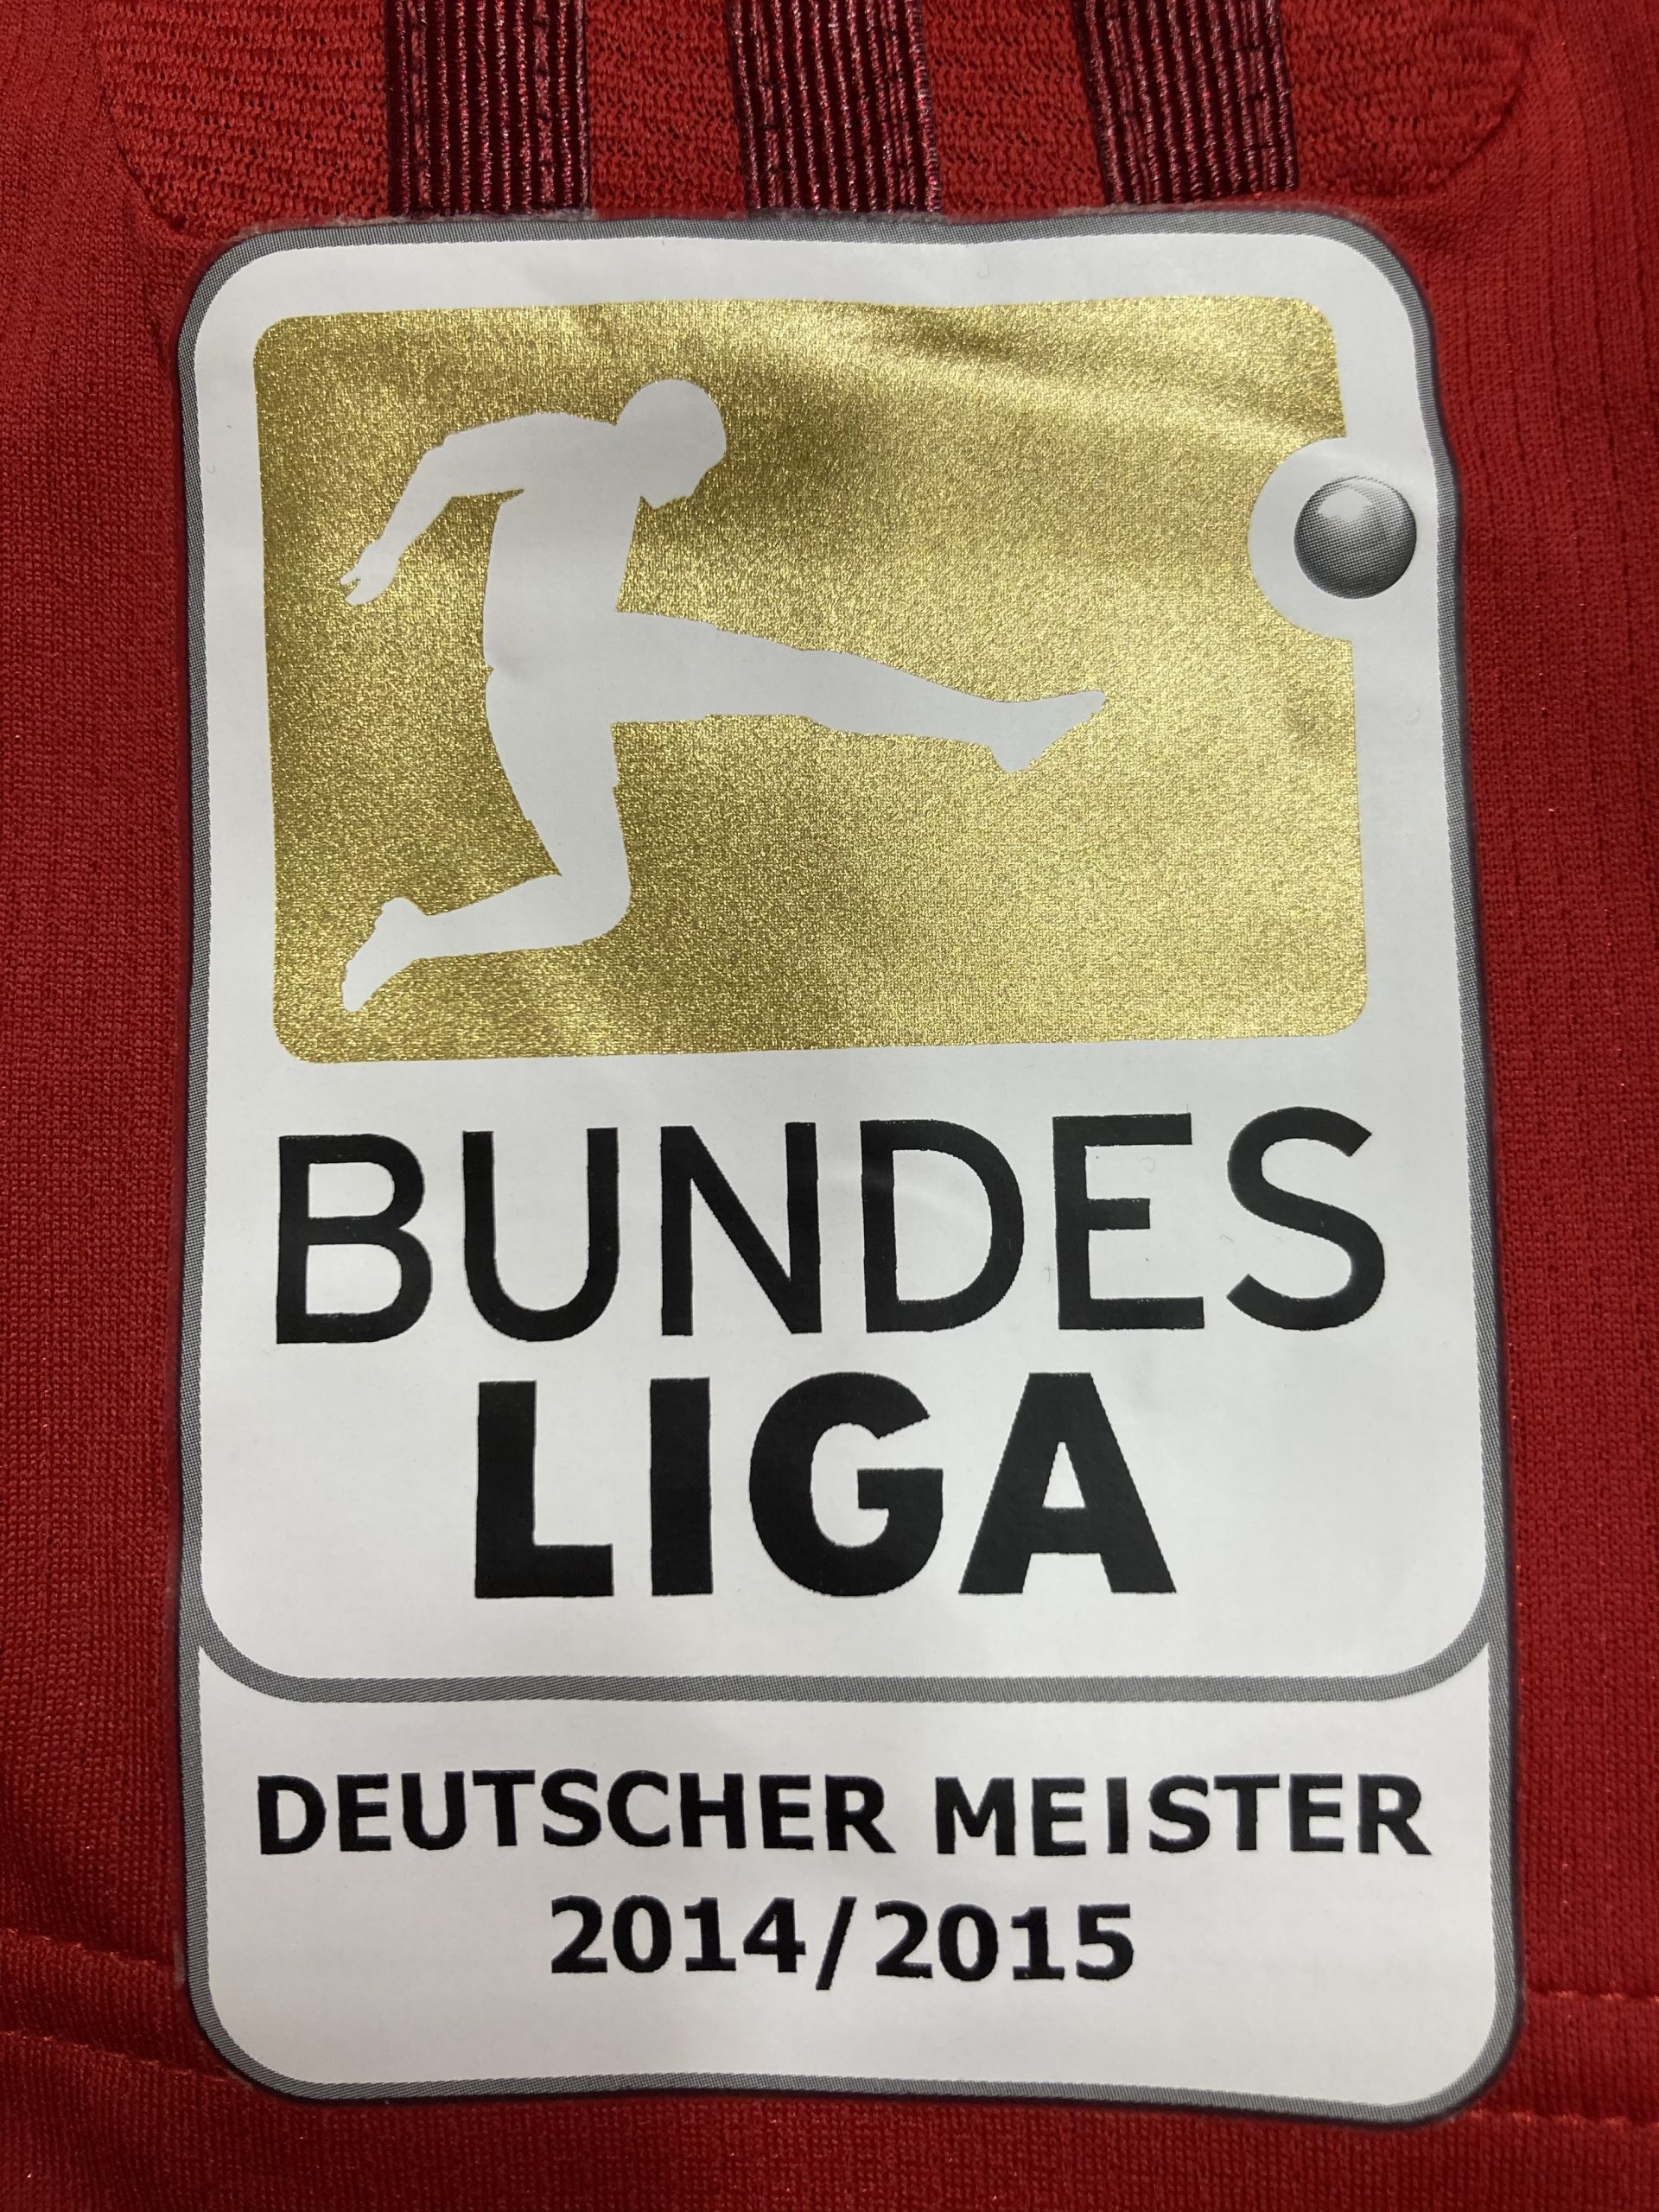 BUNDES
LIGA
DEUTSCHER MEISTER
2014/2015